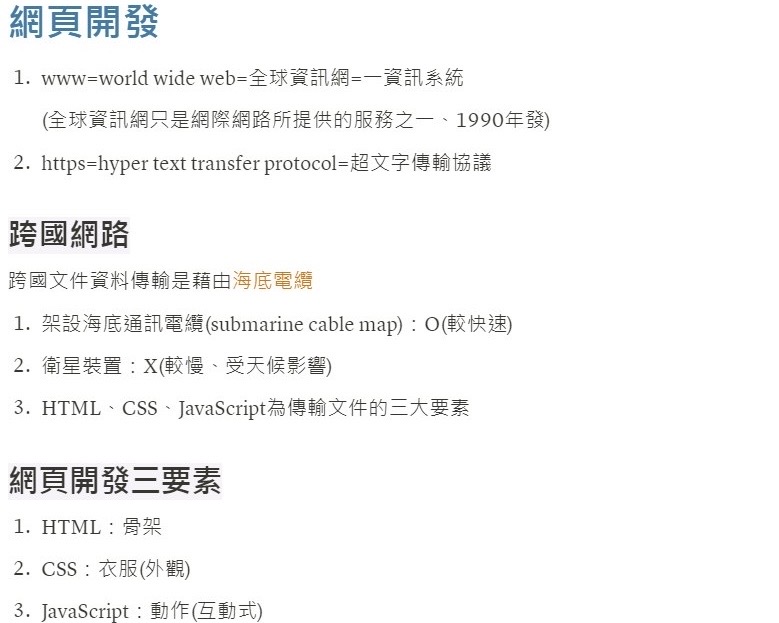 網頁開發
1. www=world wide web=全球資訊網=一資訊系統
(全球資訊網只是網際網路所提供的服務之一、1990年發)
2. https=hyper text transfer protocol=超文字傳輸協議
跨國網路
跨國文件資料傳輸是藉由海底電纜
1. 架設海底通訊電纜(submarine cable map)：O(較快速)
2. 衛星裝置：X(較慢、受天候影響)
3. HTML、CSS、JavaScript為傳輸文件的三大要素
網頁開發三要素
1. HTML：骨架
2. CSS：衣服(外觀)
3. JavaScript：動作(互動式)